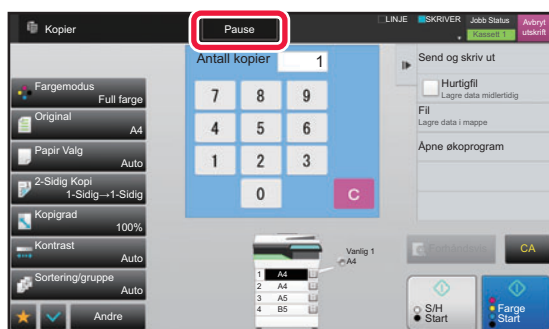 Kopier
Pause
LINJE
SKRIVER
Jobb Status
Kassett 1
Avbryt
utskrift
Antall kopier
1
Fargemodus
Full farge
Original
A4
Papir Valg
Auto
2-Sidig Kopi
1-Sidig→1-Sidig
Kopigrad
100%
Kontrast
Auto
Sortering/gruppe
Auto
Andre
7 8 9
4 5 6
1 2 3
0 C
Vanlig 1
A4
1 A4
2 A4
3 A5
4 B5
Send og skriv ut
Hurtigfil
Lagre data midlertidig
Fil
Lagre data i mappe
Åpne økoprogram
CA
S/H
Start
Farge
Start